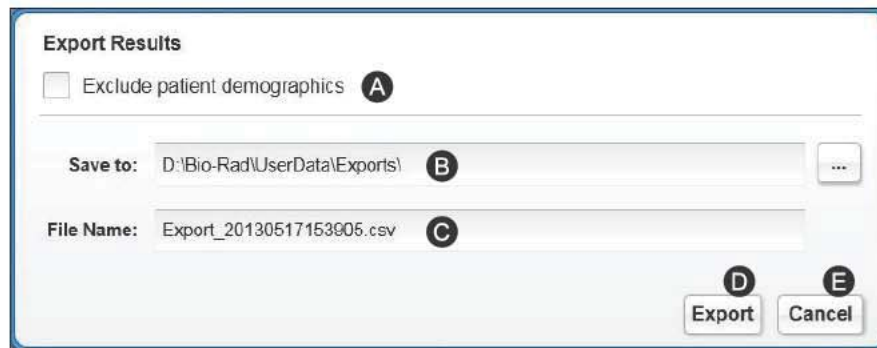 Export Results
Exclude patient demographics A
Save to: D:\Bio-Rad\UserData\Exports\ B ...
File Name: Export_20130517153905.csv C
D E
Export Cancel